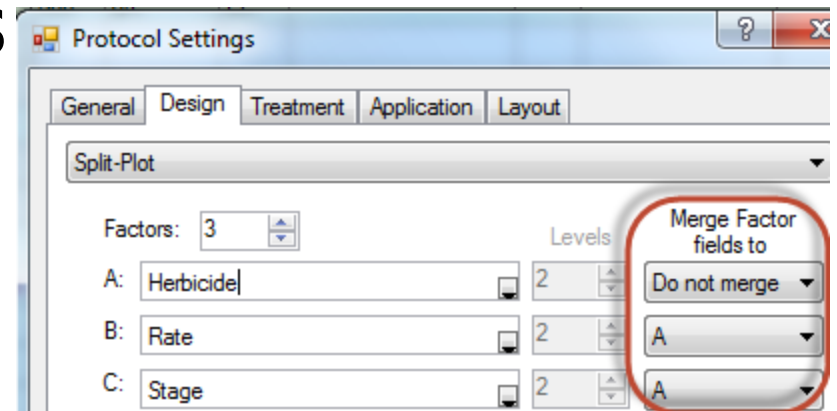 S
Protocol Settings
General Design Treatment Application Layout
Split-Plot
Factors: 3
Levels
Merge Factor
fields to
A: Herbicide 2 Do not merge
B: Rate 2 A
C: Stage 2 A